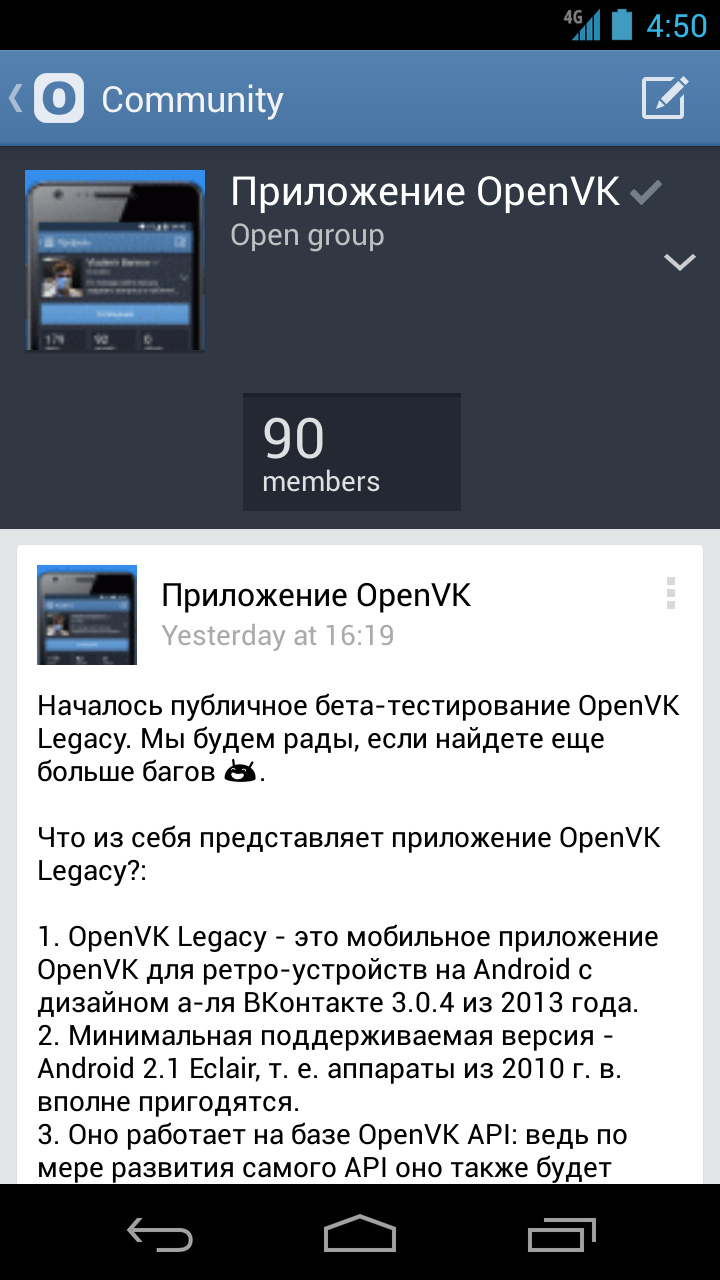 4G 4:50
Community
Приложение OpenVK
Open group
90
members
Приложение OpenVK
Yesterday at 16:19
Началось публичное бета-тестирование OpenVK
Legacy. Мы будем рады, если найдете еще
больше багов .
Что из себя представляет приложение OpenVK
Legacy?:
1. OpenVK Legacy - это мобильное приложение
OpenVK для ретро-устройств на Android с
дизайном а-ля ВКонтакте 3.0.4 из 2013 года.
2. Минимальная поддерживаемая версия -
Android 2.1 Eclair, т. е. аппараты из 2010 г. в.
вполне пригодятся.
3. Оно работает на базе OpenVK API: ведь по
мере развития самого API оно также будет